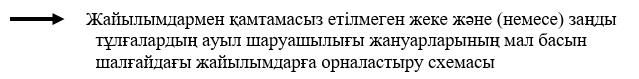 Жайылымдармен қамтамасыз етілмеген жеке және (немесе) заңды
тұлғалардың ауыл шаруашылығы жануарларының мал басын
шалғайдағы жайылымдарға орналастыру схемасы